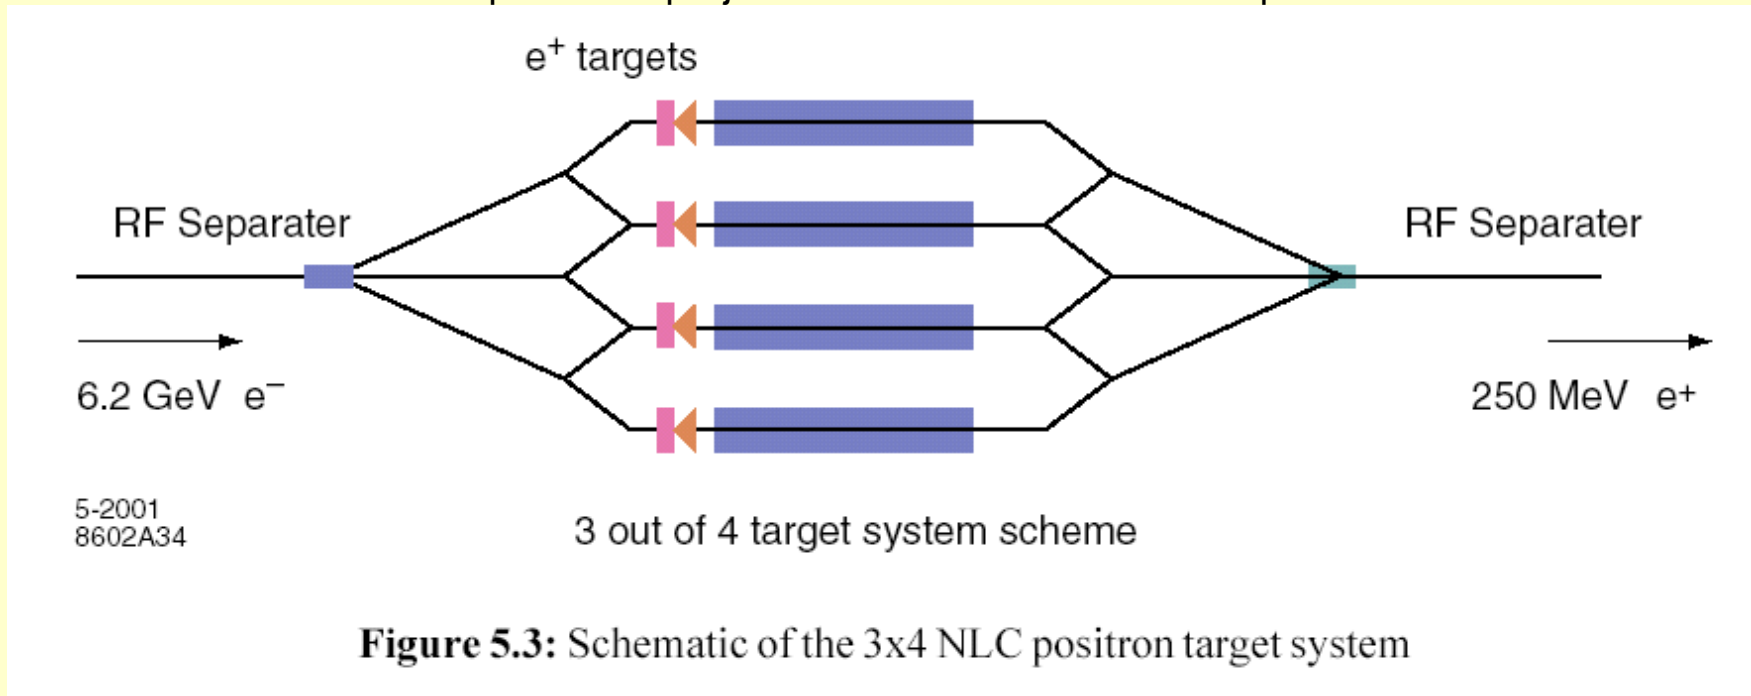 e⁺ targets
RF Separater
RF Separater
6.2 GeV e⁻
250 MeV e+
5-2001
8602A34
3 out of 4 target system scheme
Figure 5.3: Schematic of the 3x4 NLC positron target system